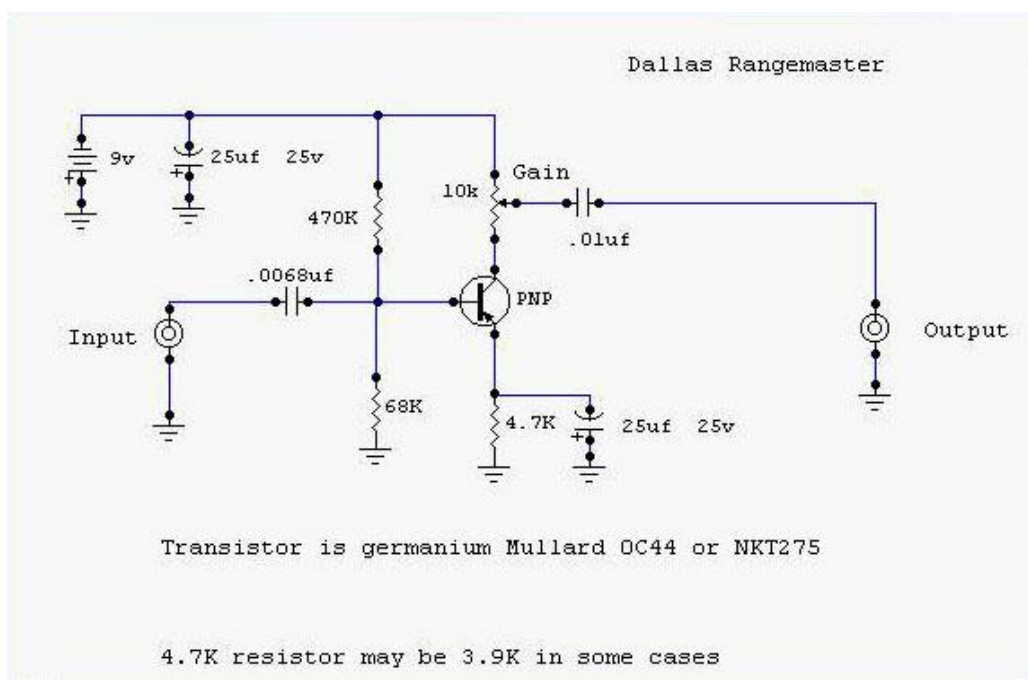 Dallas Rangemaster
9v
+
25uf 25v
+
470K
10k
Gain
.01uf
.0068uf
PNP
Input
Output
68K
4.7K
25uf 25v
+
Transistor is germanium Mullard OC44 or NKT275
4.7K resistor may be 3.9K in some cases